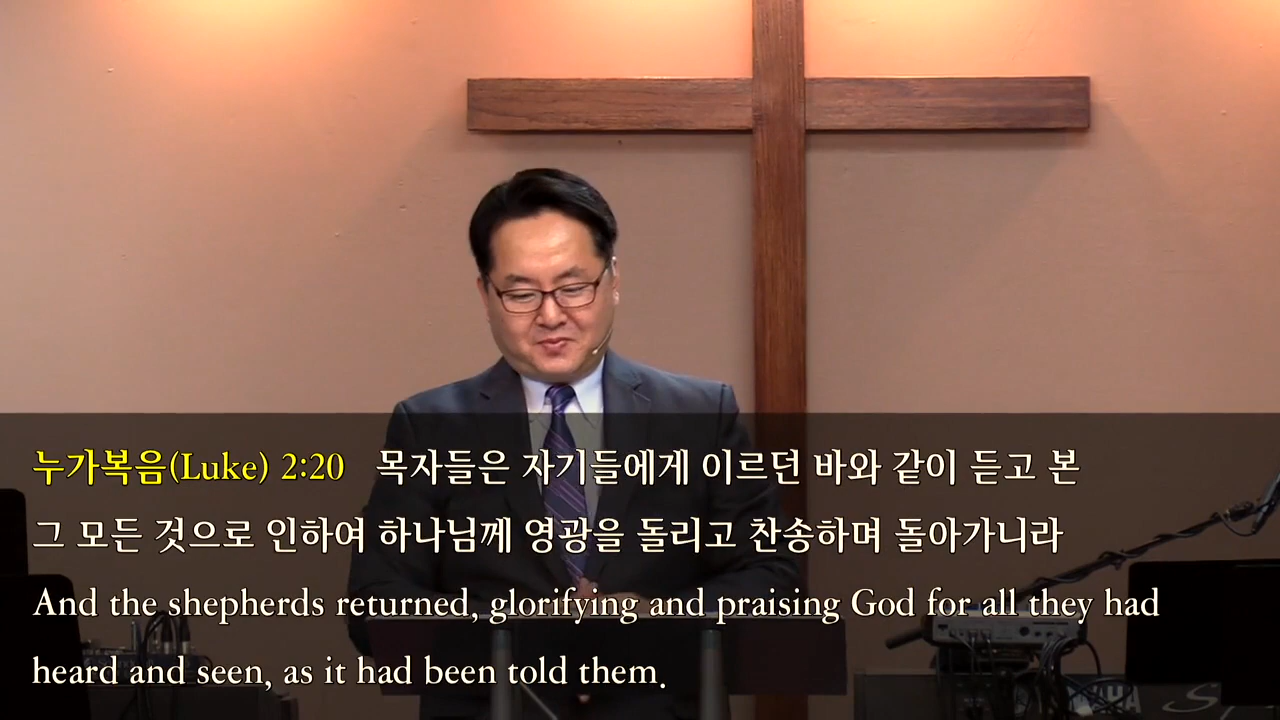 누가복음(Luke) 2:20 목자들은 자기들에게 이르던 바와 같이 듣고 본
그 모든 것으로 인하여 하나님께 영광을 돌리고 찬송하며 돌아가니라
And the shepherds returned, glorifying and praising God for all they had
heard and seen, as it had been told them.